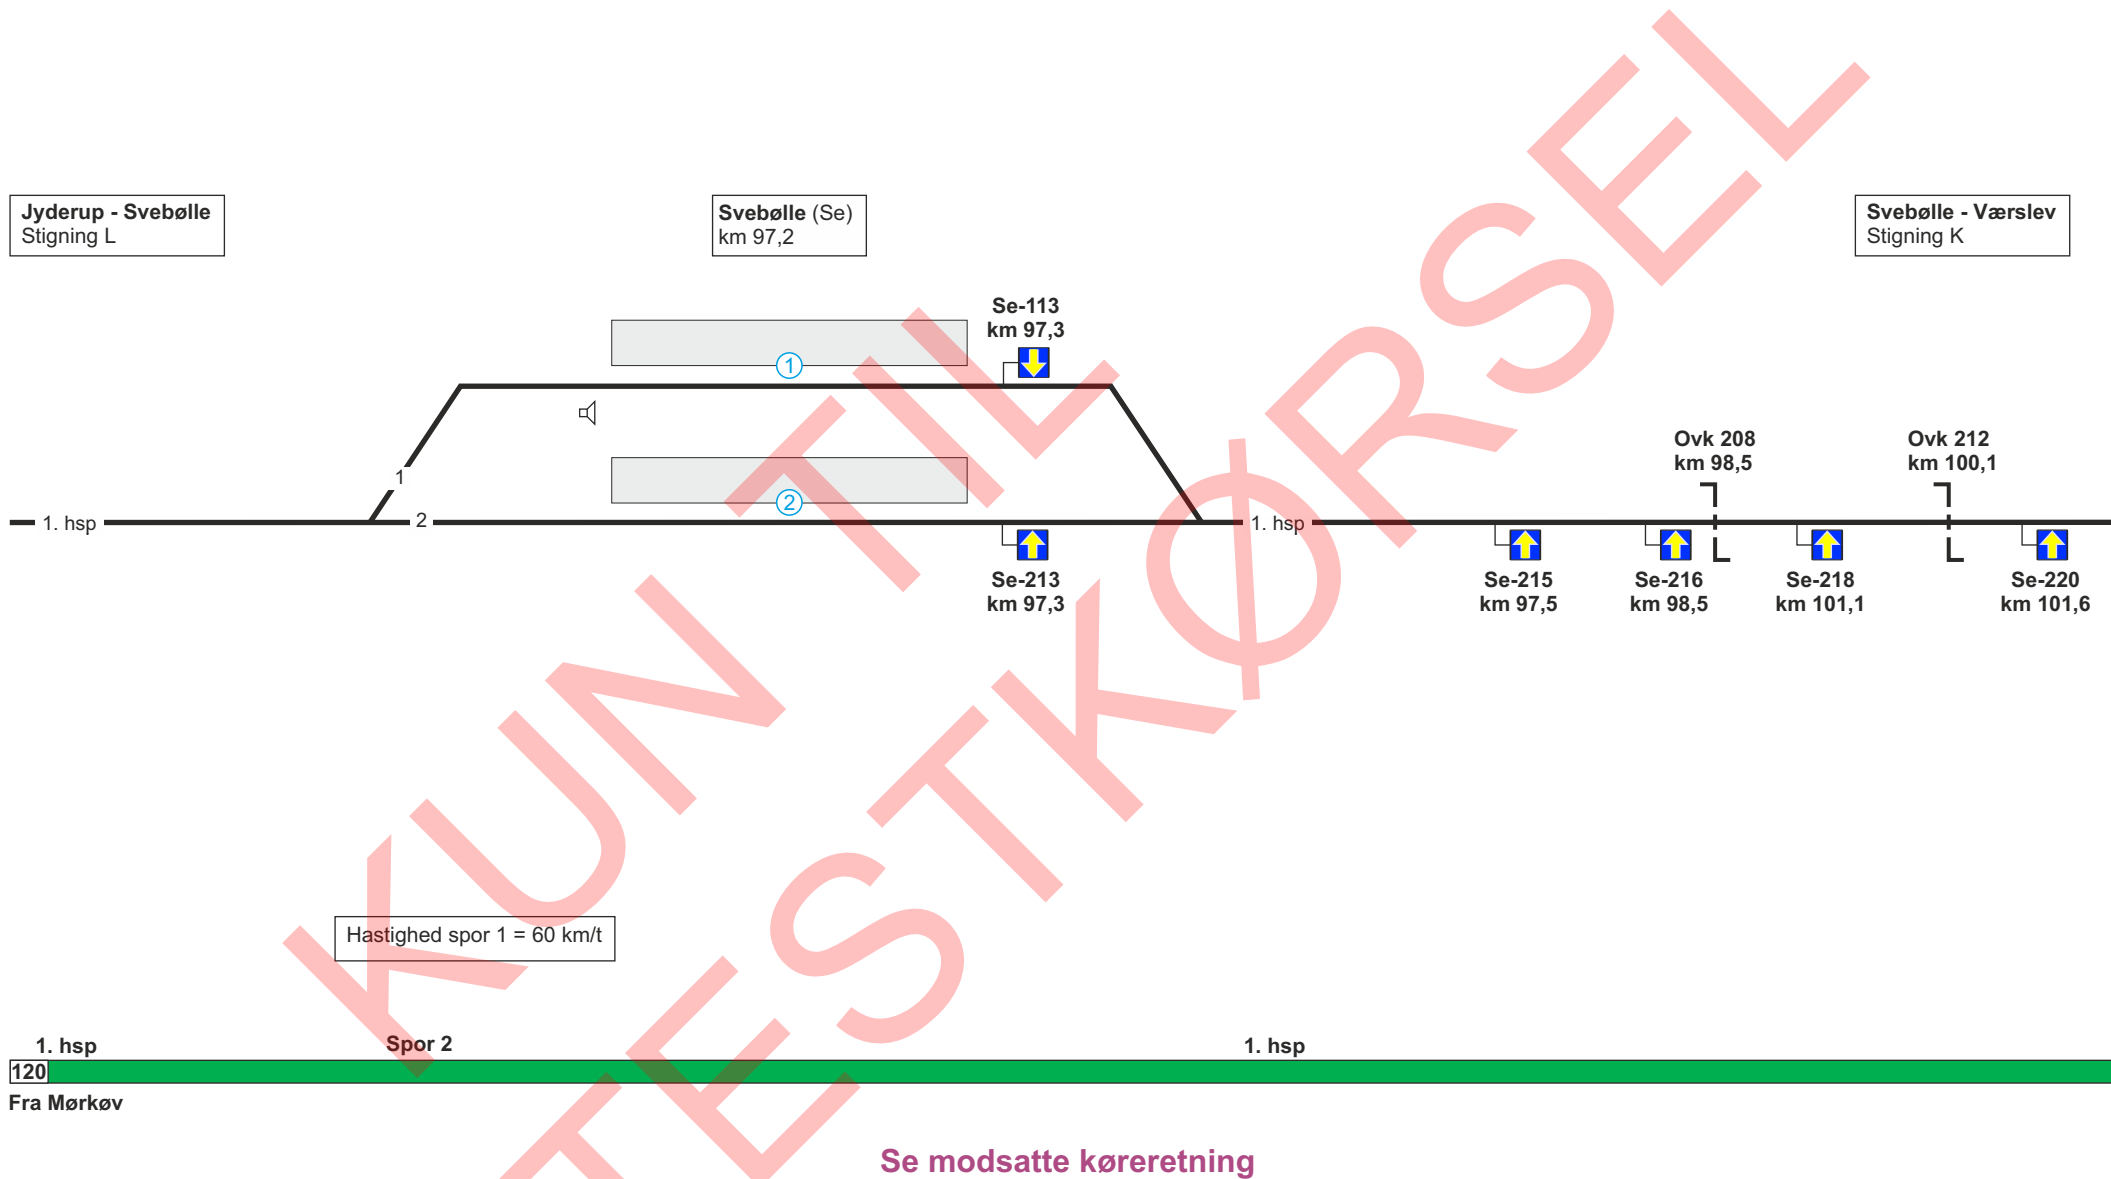 Jyderup - Svebølle
Stigning L
Svebølle (Se)
km 97,2
Svebølle - Værslev
Stigning K
Se-113
km 97,3
1
1
2
1. hsp
2
1. hsp
Ovk 208
km 98,5
Ovk 212
km 100,1
Se-213
km 97,3
Se-215
km 97,5
Se-216
km 98,5
Se-218
km 101,1
Se-220
km 101,6
Hastighed spor 1 = 60 km/t
1. hsp
Spor 2
1. hsp
120
Fra Mørkøv
Se modsatte køreretning
KUN TIL
TESTKØRSEL